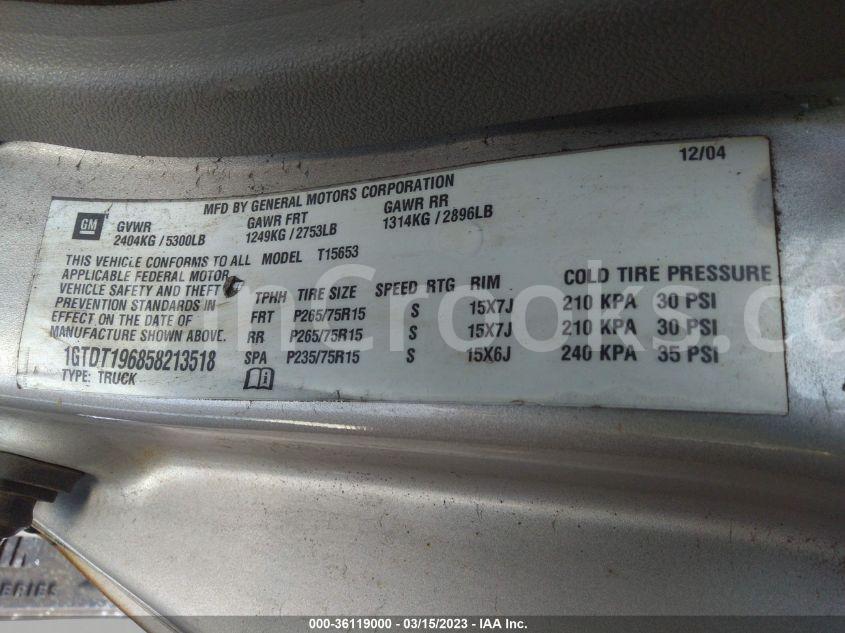 12/04
MFD BY GENERAL MOTORS CORPORATION
GM GVWR GAWR FRT GAWR RR
2404KG / 5300LB 1249KG / 2753LB 1314KG / 2896LB
THIS VEHICLE CONFORMS TO ALL MODEL T15653
APPLICABLE FEDERAL MOTOR
VEHICLE SAFETY AND THEFT TPHH TIRE SIZE SPEED RTG RIM COLD TIRE PRESSURE
PREVENTION STANDARDS IN FRT P265/75R15 S 15X7J 210 KPA 30 PSI
EFFECT ON THE DATE OF RR P265/75R15 S 15X7J 210 KPA 30 PSI
MANUFACTURE SHOWN ABOVE.
1GTDT196858213518 SPA P235/75R15 S 15X6J 240 KPA 35 PSI
TYPE: TRUCK
000-36119000 - 03/15/2023 - IAA Inc.